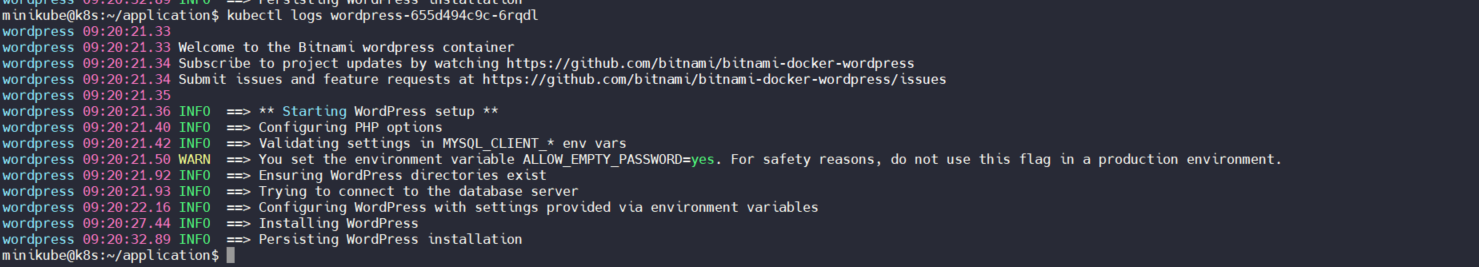 wordpress 09:20:32.89 INFO  ==> Persisting WordPress installation
minikube@k8s:~/application$ kubectl logs wordpress-655d494c9c-6rqdl
wordpress 09:20:21.33
wordpress 09:20:21.33 Welcome to the Bitnami wordpress container
wordpress 09:20:21.34 Subscribe to project updates by watching https://github.com/bitnami/bitnami-docker-wordpress
wordpress 09:20:21.34 Submit issues and feature requests at https://github.com/bitnami/bitnami-docker-wordpress/issues
wordpress 09:20:21.35
wordpress 09:20:21.36 INFO  ==> ** Starting WordPress setup **
wordpress 09:20:21.40 INFO  ==> Configuring PHP options
wordpress 09:20:21.42 INFO  ==> Validating settings in MYSQL_CLIENT_* env vars
wordpress 09:20:21.50 WARN  ==> You set the environment variable ALLOW_EMPTY_PASSWORD=yes. For safety reasons, do not use this flag in a production environment.
wordpress 09:20:21.92 INFO  ==> Ensuring WordPress directories exist
wordpress 09:20:21.93 INFO  ==> Trying to connect to the database server
wordpress 09:20:22.16 INFO  ==> Configuring WordPress with settings provided via environment variables
wordpress 09:20:27.44 INFO  ==> Installing WordPress
wordpress 09:20:32.89 INFO  ==> Persisting WordPress installation
minikube@k8s:~/application$